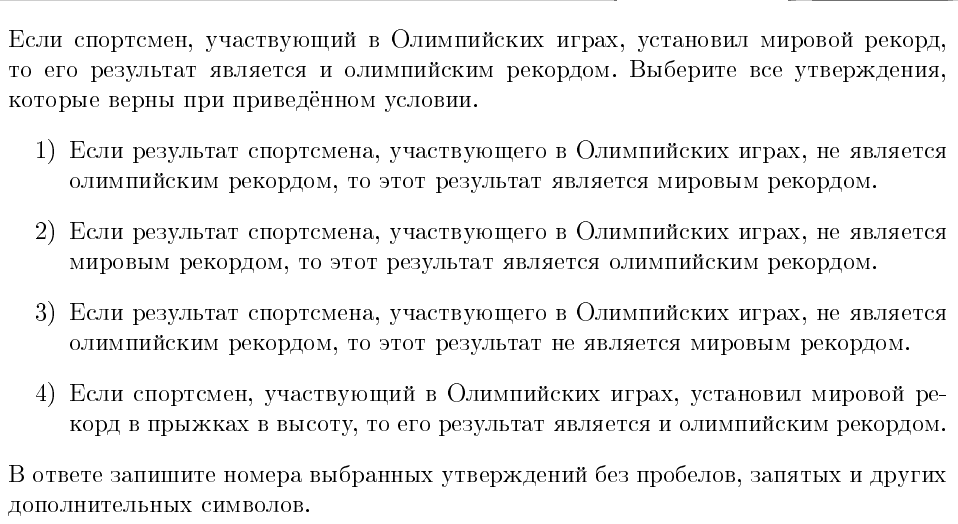 Если спортсмен, участвующий в Олимпийских играх, установил мировой рекорд,
то его результат является и олимпийским рекордом. Выберите все утверждения,
которые верны при приведённом условии.
1) Если результат спортсмена, участвующего в Олимпийских играх, не является
олимпийским рекордом, то этот результат является мировым рекордом.
2) Если результат спортсмена, участвующего в Олимпийских играх, не является
мировым рекордом, то этот результат является олимпийским рекордом.
3) Если результат спортсмена, участвующего в Олимпийских играх, не является
олимпийским рекордом, то этот результат не является мировым рекордом.
4) Если спортсмен, участвующий в Олимпийских играх, установил мировой ре-
корд в прыжках в высоту, то его результат является и олимпийским рекордом.
В ответе запишите номера выбранных утверждений без пробелов, запятых и других
дополнительных символов.